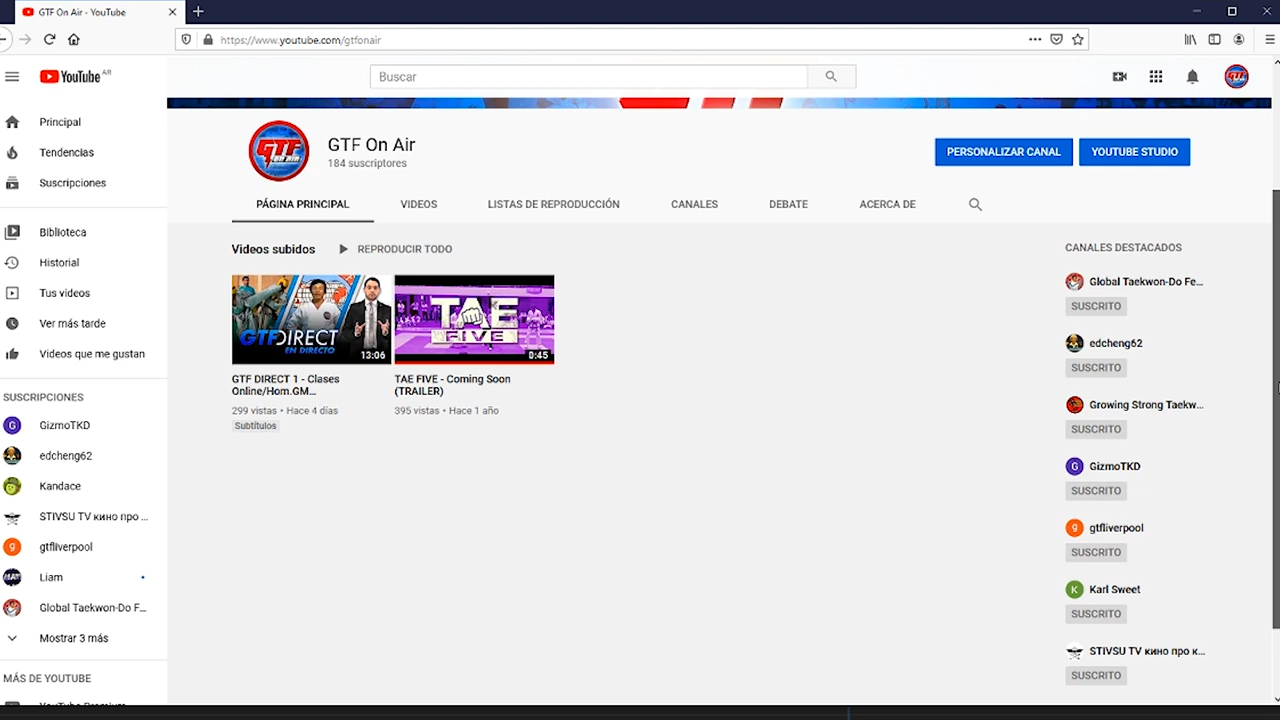 GTF On Air - YouTube
https://www.youtube.com/gtfonair
YouTube AR
Buscar
Principal
Tendencias
Suscripciones
Biblioteca
Historial
Tus videos
Ver más tarde
Videos que me gustan
SUSCRIPCIONES
GizmoTKD
edcheng62
Kandace
STIVSU TV кино про ...
gtfliverpool
Liam
Global Taekwon-Do F...
Mostrar 3 más
MÁS DE YOUTUBE
YouTube Premium
GTF on air
GTF On Air
184 suscriptores
PERSONALIZAR CANAL
YOUTUBE STUDIO
PÁGINA PRINCIPAL
VIDEOS
LISTAS DE REPRODUCCIÓN
CANALES
DEBATE
ACERCA DE
Videos subidos
REPRODUCIR TODO
GTF DIRECT
EN DIRECTO
13:06
GTF DIRECT 1 - Clases
Online/Hom.GM...
299 vistas • Hace 4 días
Subtítulos
TAE
FIVE
0:45
TAE FIVE - Coming Soon
(TRAILER)
395 vistas • Hace 1 año
CANALES DESTACADOS
Global Taekwon-Do Fe...
SUSCRITO
edcheng62
SUSCRITO
Growing Strong Taekw...
SUSCRITO
G
GizmoTKD
SUSCRITO
g
gtfliverpool
SUSCRITO
K
Karl Sweet
SUSCRITO
STIVSU TV кино про к...
SUSCRITO